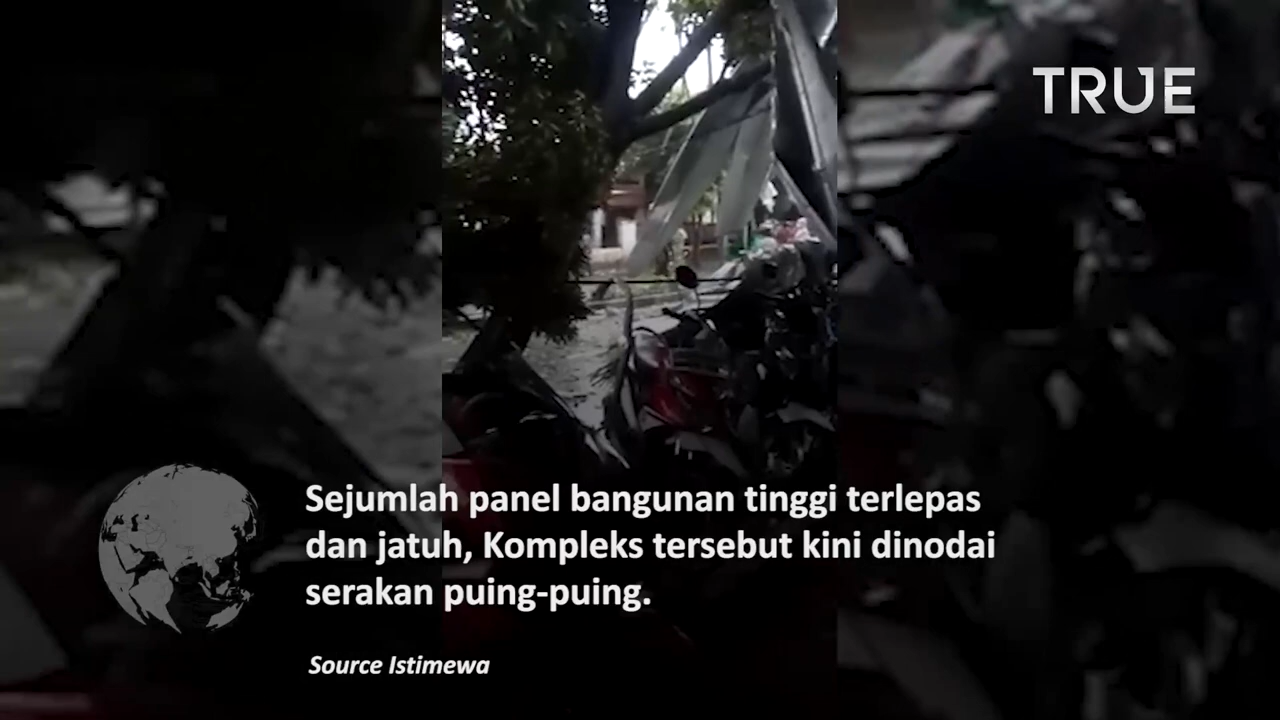 TRUE
Sejumlah panel bangunan tinggi terlepas
dan jatuh, Kompleks tersebut kini dinodai
serakan puing-puing.
Source Istimewa